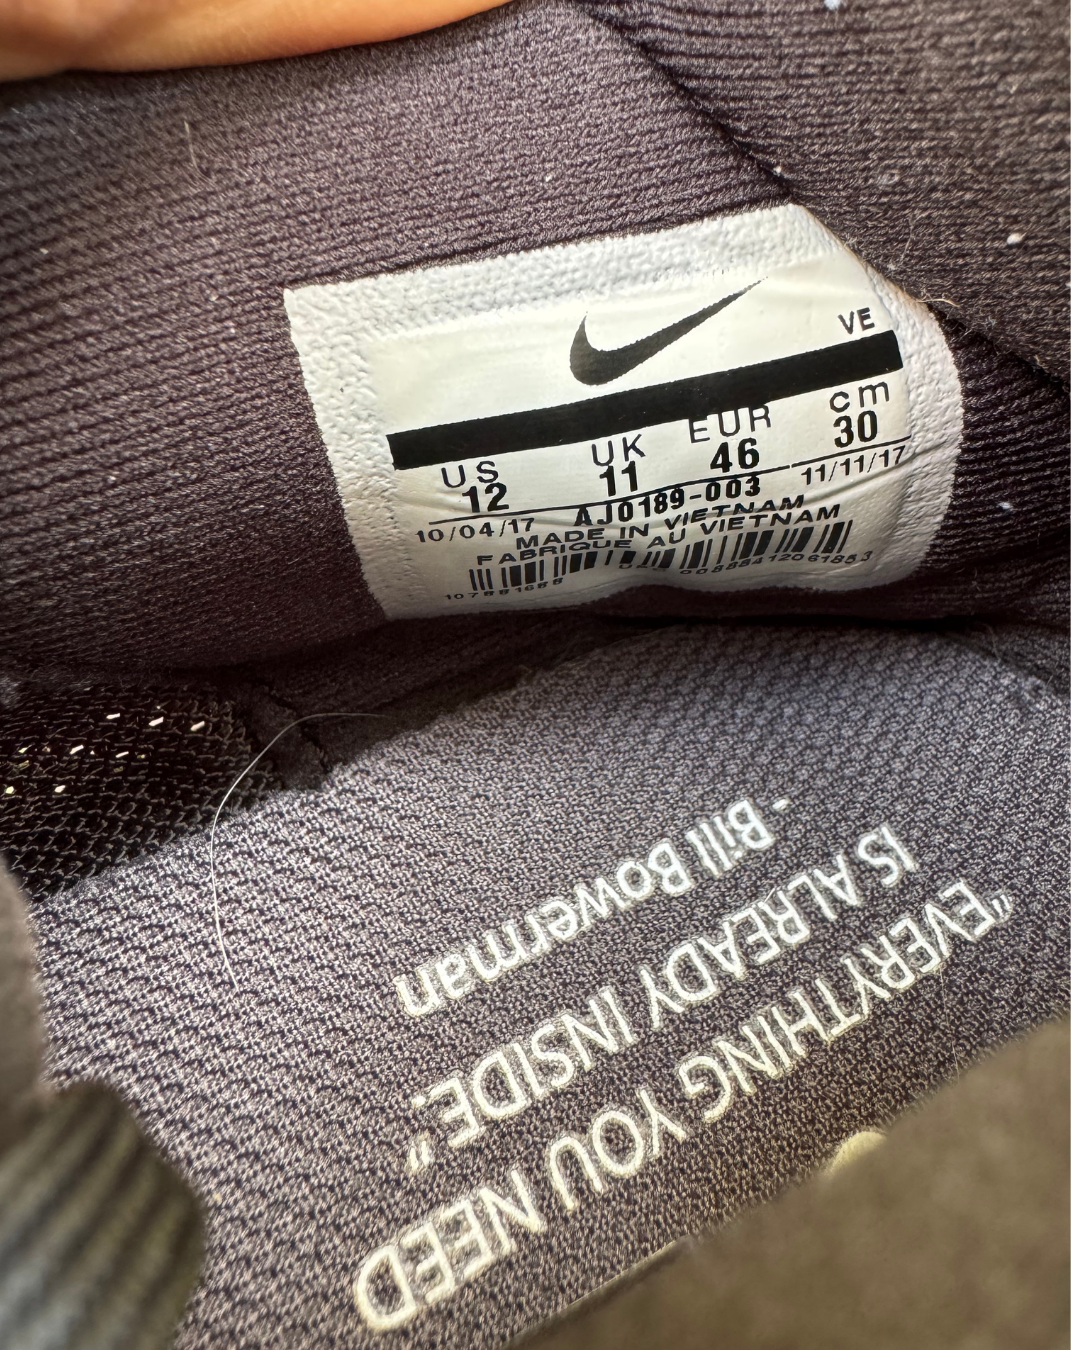 VE
US UK EUR cm
12 11 46 30
10/04/17 AJ0189-003 11/11/17
MADE IN VIETNAM
FABRIQUE AU VIETNAM
00888412061853
"EVERYTHING YOU NEED
IS ALREADY INSIDE."
- Bill Bowerman